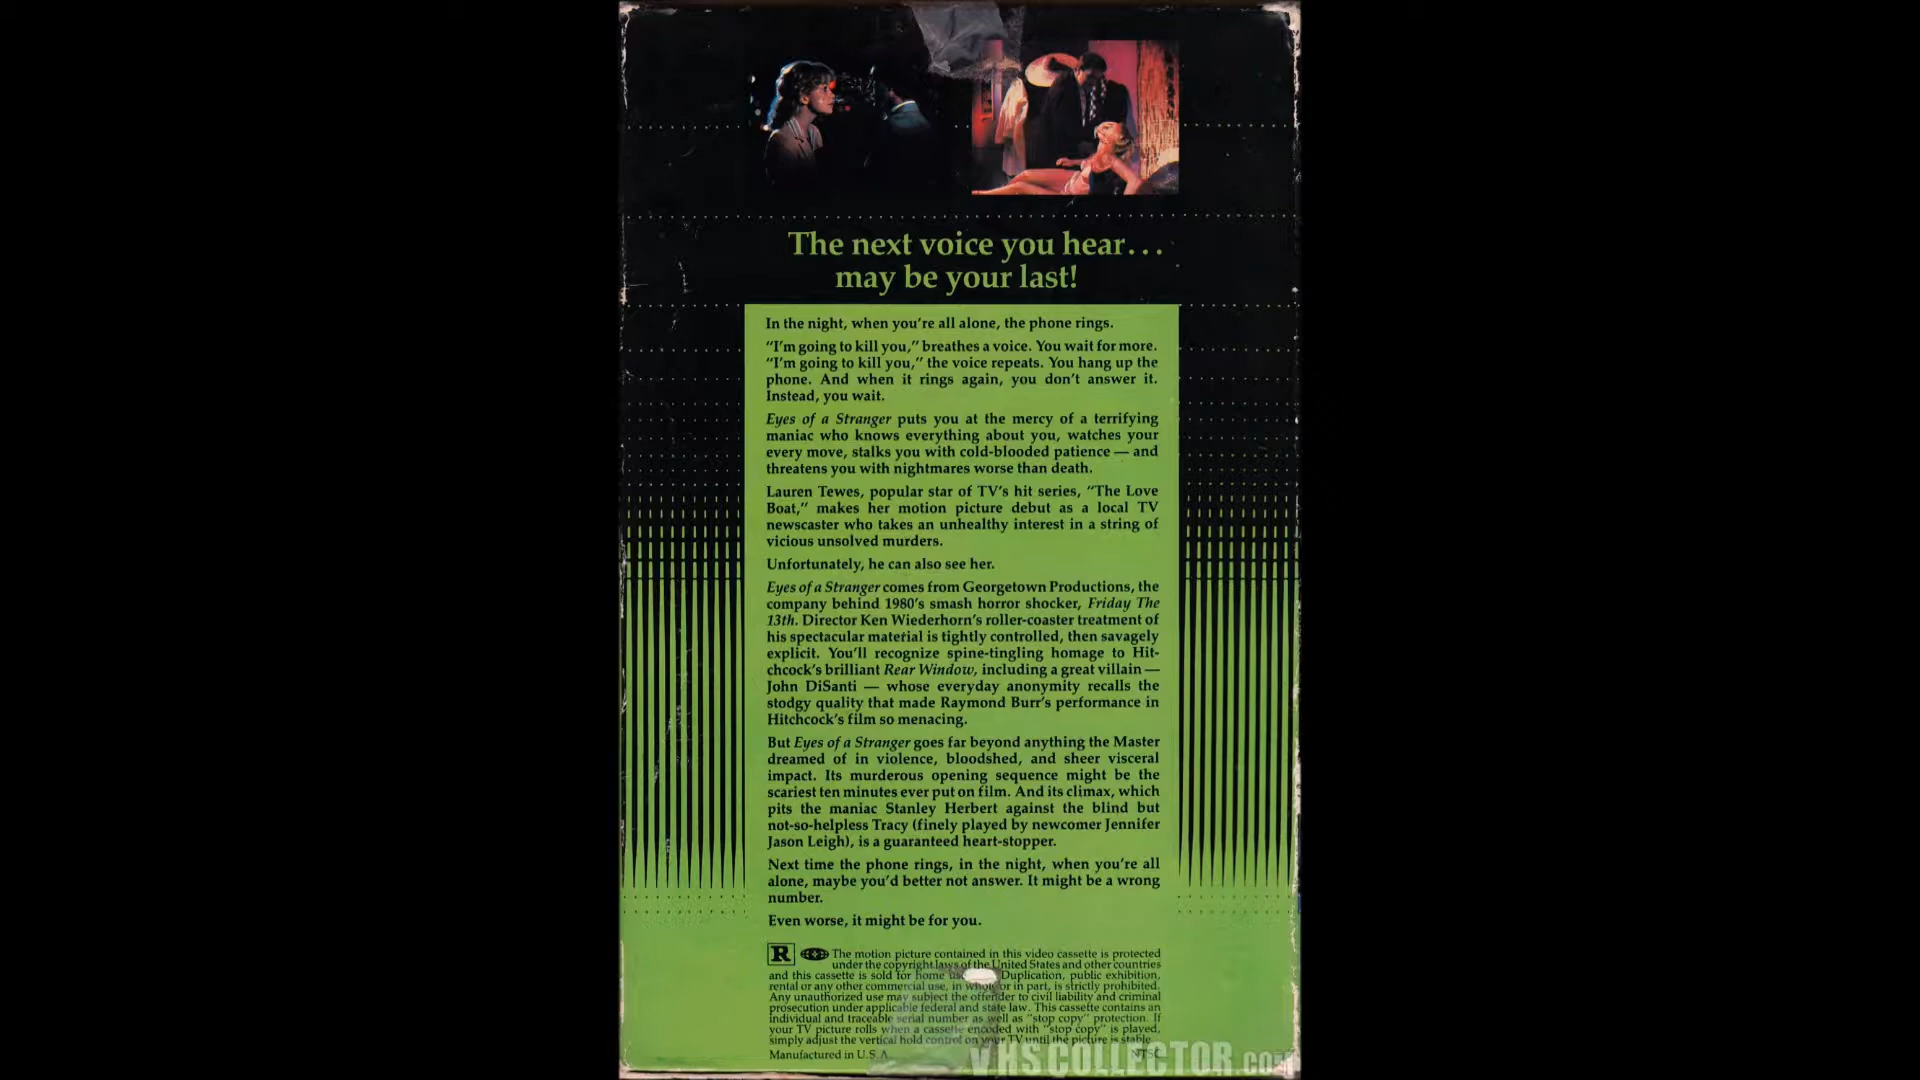 The next voice you hear...
may be your last!
In the night, when you're all alone, the phone rings.
"I'm going to kill you," breathes a voice. You wait for more.
"I'm going to kill you," the voice repeats. You hang up the
phone. And when it rings again, you don't answer it.
Instead, you wait.
Eyes of a Stranger puts you at the mercy of a terrifying
maniac who knows everything about you, watches your
every move, stalks you with cold-blooded patience — and
threatens you with nightmares worse than death.
Lauren Tewes, popular star of TV's hit series, "The Love
Boat," makes her motion picture debut as a local TV
newscaster who takes an unhealthy interest in a string of
vicious unsolved murders.
Unfortunately, he can also see her.
Eyes of a Stranger comes from Georgetown Productions, the
company behind 1980's smash horror shocker, Friday The
13th. Director Ken Wiederhorn's roller-coaster treatment of
his spectacular material is tightly controlled, then savagely
explicit. You'll recognize spine-tingling homage to Hit-
chcock's brilliant Rear Window, including a great villain —
John DiSanti — whose everyday anonymity recalls the
stodgy quality that made Raymond Burr's performance in
Hitchcock's film so menacing.
But Eyes of a Stranger goes far beyond anything the Master
dreamed of in violence, bloodshed, and sheer visceral
impact. Its murderous opening sequence might be the
scariest ten minutes ever put on film. And its climax, which
pits the maniac Stanley Herbert against the blind but
not-so-helpless Tracy (finely played by newcomer Jennifer
Jason Leigh), is a guaranteed heart-stopper.
Next time the phone rings, in the night, when you're all
alone, maybe you'd better not answer. It might be a wrong
number.
Even worse, it might be for you.
R The motion picture contained in this video cassette is protected
under the copyright laws of the United States and other countries
and this cassette is sold for home Duplication, public exhibition,
rental or any other commercial use, in whole or in part, is strictly prohibited.
Any unauthorized use may subject the offender to civil liability and criminal
prosecution under applicable federal and state law. This cassette contains an
individual and traceable serial number as well as "stop copy" protection. If
your TV picture rolls when a cassette encoded with "stop copy" is played,
simply adjust the vertical hold control on your TV until the picture is stable.
Manufactured in U.S.A. NTSC
VHSCOLLECTOR.com